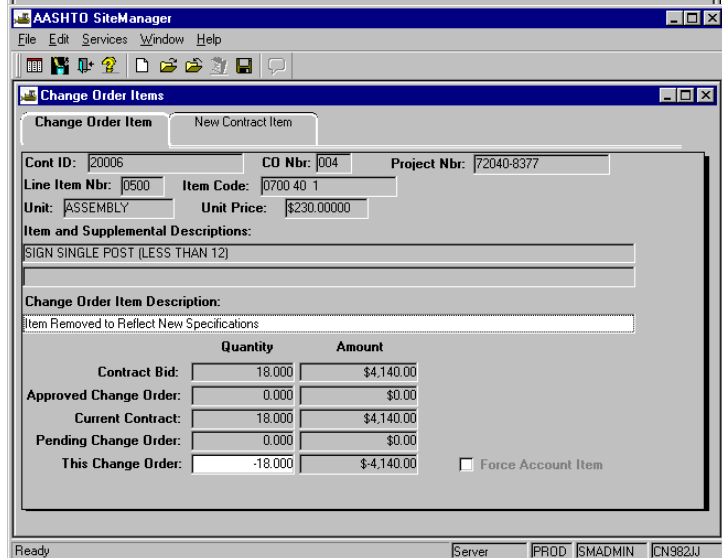 AASHTO SiteManager
File Edit Services Window Help
Change Order Items
Change Order Item New Contract Item
Cont ID: 20006 CO Nbr: 004 Project Nbr: 72040-8377
Line Item Nbr: 0500 Item Code: 0700 40 1
Unit: ASSEMBLY Unit Price: $230.00000
Item and Supplemental Descriptions:
SIGN SINGLE POST (LESS THAN 12)
Change Order Item Description:
Item Removed to Reflect New Specifications
Quantity Amount
Contract Bid: 18.000 $4,140.00
Approved Change Order: 0.000 $0.00
Current Contract: 18.000 $4,140.00
Pending Change Order: 0.000 $0.00
This Change Order: -18.000 $-4,140.00 Force Account Item
Ready Server PROD SMADMIN CN982JJ